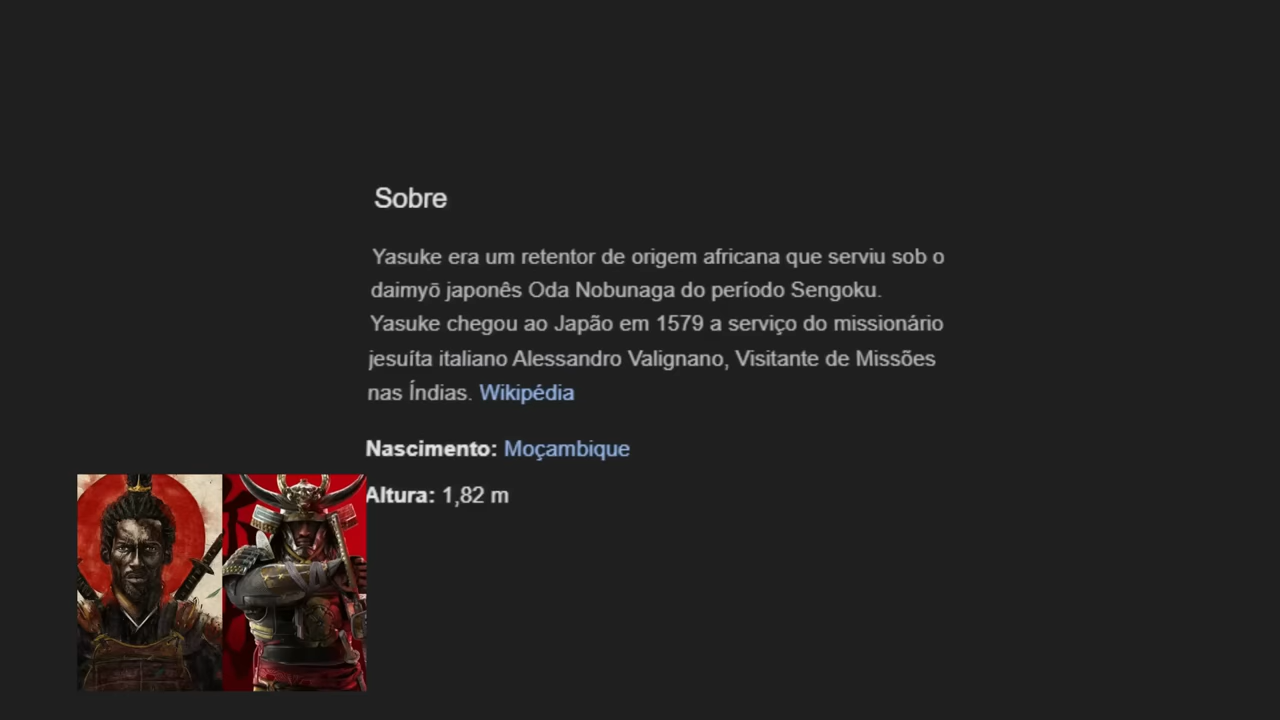 Sobre
Yasuke era um retentor de origem africana que serviu sob o
daimyō japonês Oda Nobunaga do período Sengoku.
Yasuke chegou ao Japão em 1579 a serviço do missionário
jesuíta italiano Alessandro Valignano, Visitante de Missões
nas Índias. Wikipédia
Nascimento: Moçambique
Altura: 1,82 m